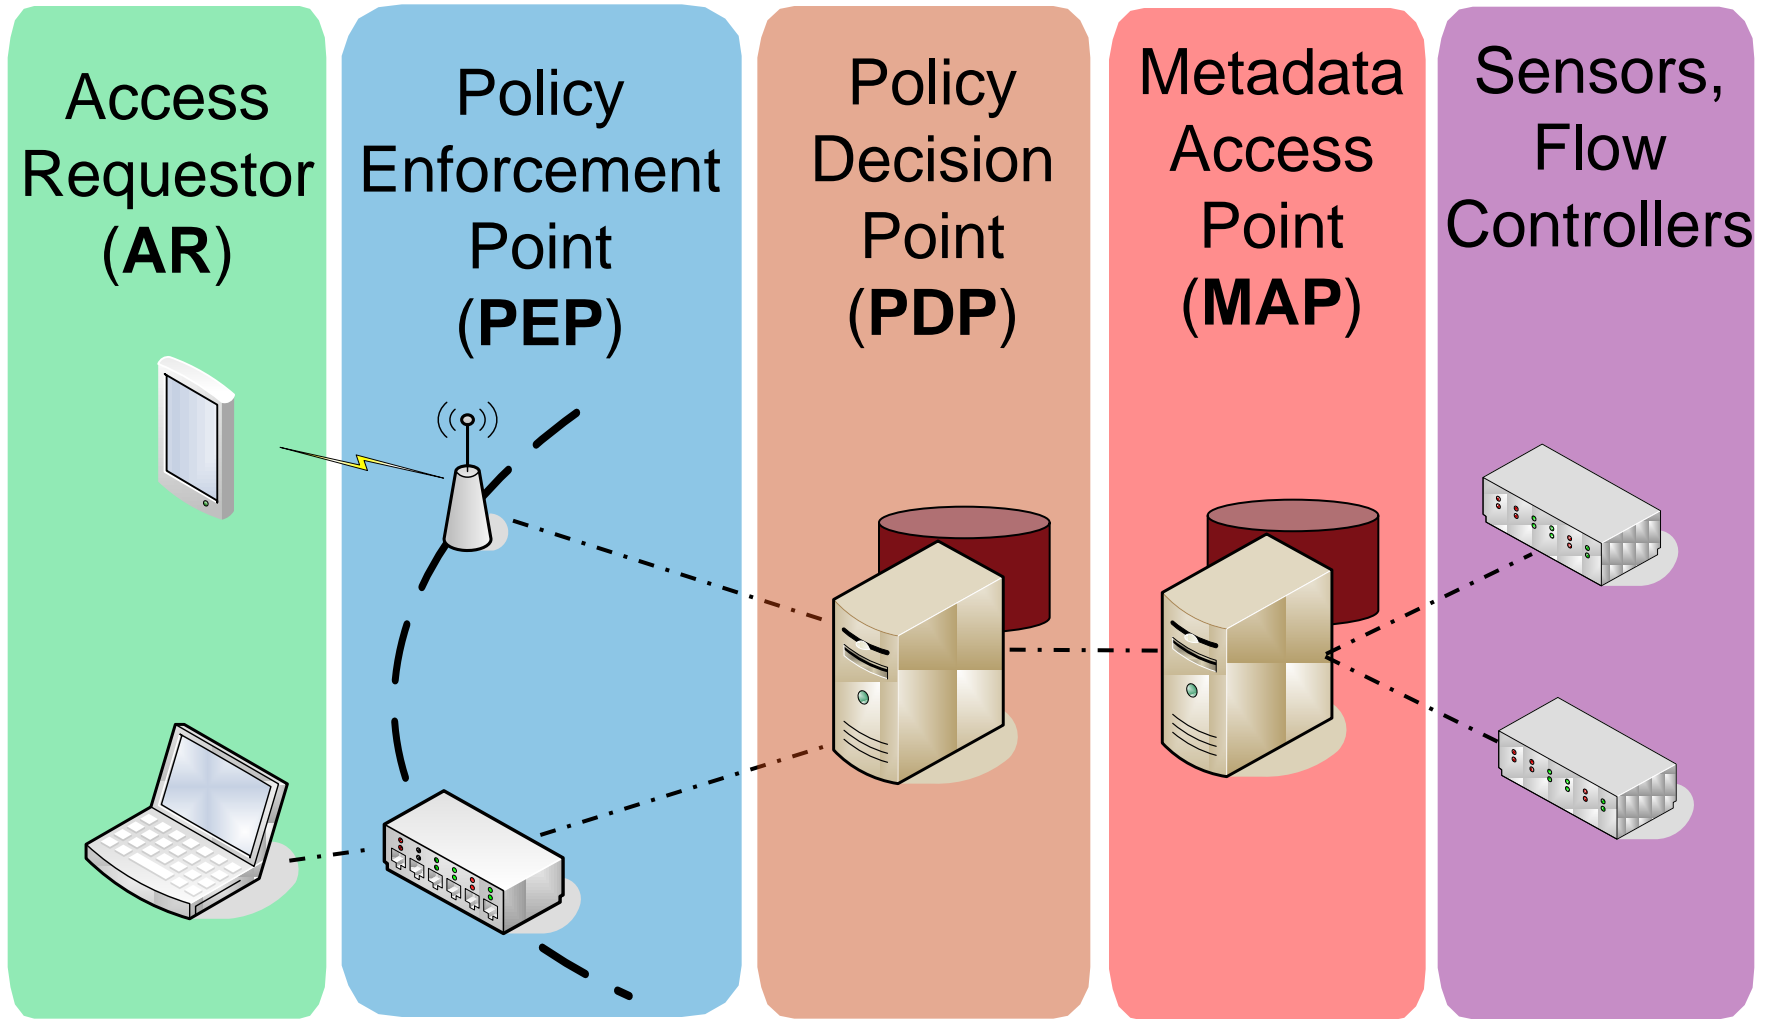 Access
Requestor
(AR)
Policy
Enforcement
Point
(PEP)
Policy
Decision
Point
(PDP)
Metadata
Access
Point
(MAP)
Sensors,
Flow
Controllers